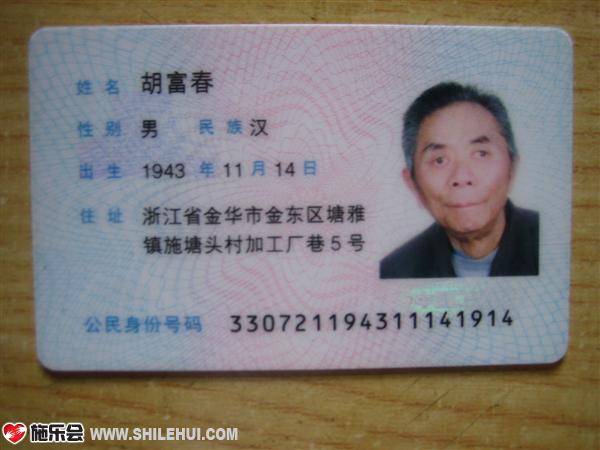 姓名 胡富春
性别 男 民族 汉
出生 1943 年 11 月 14 日
住址 浙江省金华市金东区塘雅
镇施塘头村加工厂巷5号
公民身份号码 330721194311141914
施乐会 WWW.SHILEHUI.COM